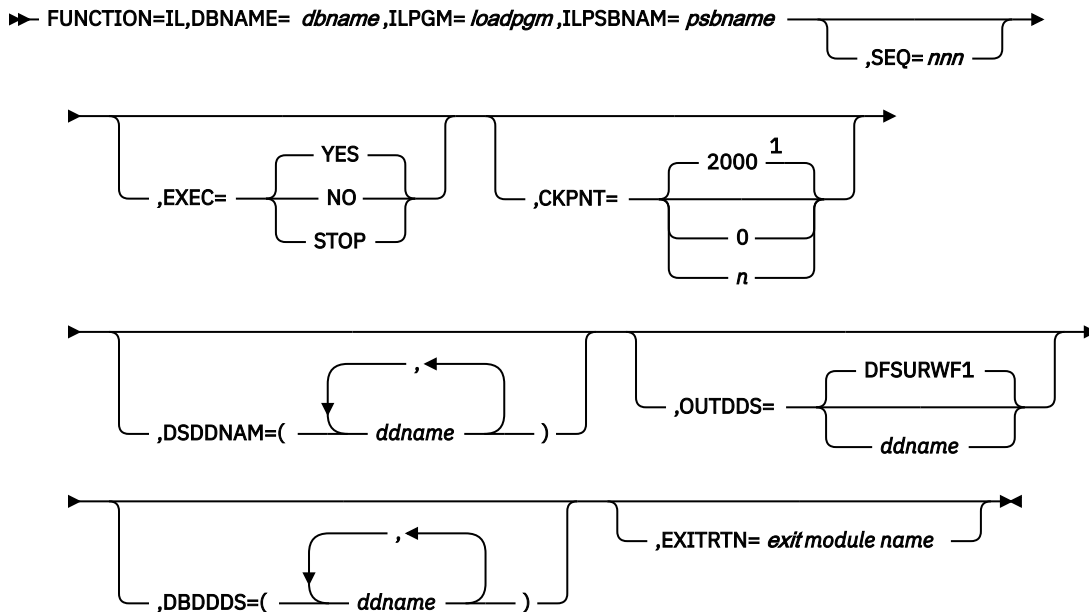 FUNCTION=IL,DBNAME= dbname ,ILPGM= loadpgm ,ILPSBNAM= psbname
,SEQ= nnn
,EXEC=
YES
NO
STOP
,CKPNT=
2000 1
0
n
,DSDDNAM=(
,
ddname
)
,OUTDDS=
DFSURWF1
ddname
,DBDDDS=(
,
ddname
)
,EXITRTN= exit module name